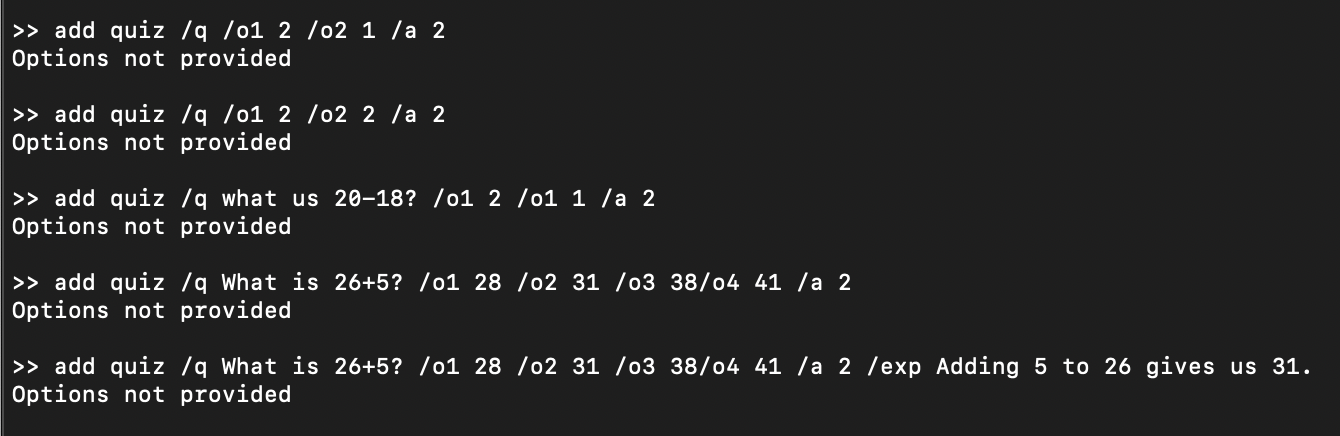 >> add quiz /q /o1 2 /o2 1 /a 2
Options not provided
>> add quiz /q /o1 2 /o2 2 /a 2
Options not provided
>> add quiz /q what us 20-18? /o1 2 /o1 1 /a 2
Options not provided
>> add quiz /q What is 26+5? /o1 28 /o2 31 /o3 38/o4 41 /a 2
Options not provided
>> add quiz /q What is 26+5? /o1 28 /o2 31 /o3 38/o4 41 /a 2 /exp Adding 5 to 26 gives us 31.
Options not provided